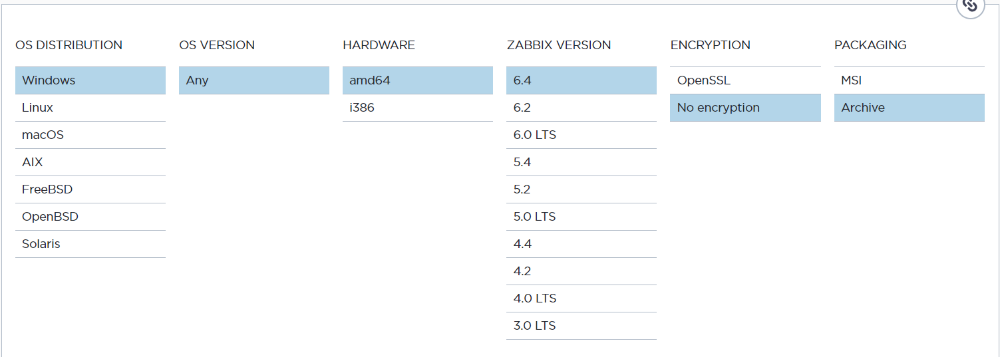 OS DISTRIBUTION OS VERSION HARDWARE ZABBIX VERSION ENCRYPTION PACKAGING
Windows Any amd64 6.4 OpenSSL MSI
Linux i386 6.2 No encryption Archive
macOS 6.0 LTS
AIX 5.4
FreeBSD 5.2
OpenBSD 5.0 LTS
Solaris 4.4
4.2
4.0 LTS
3.0 LTS